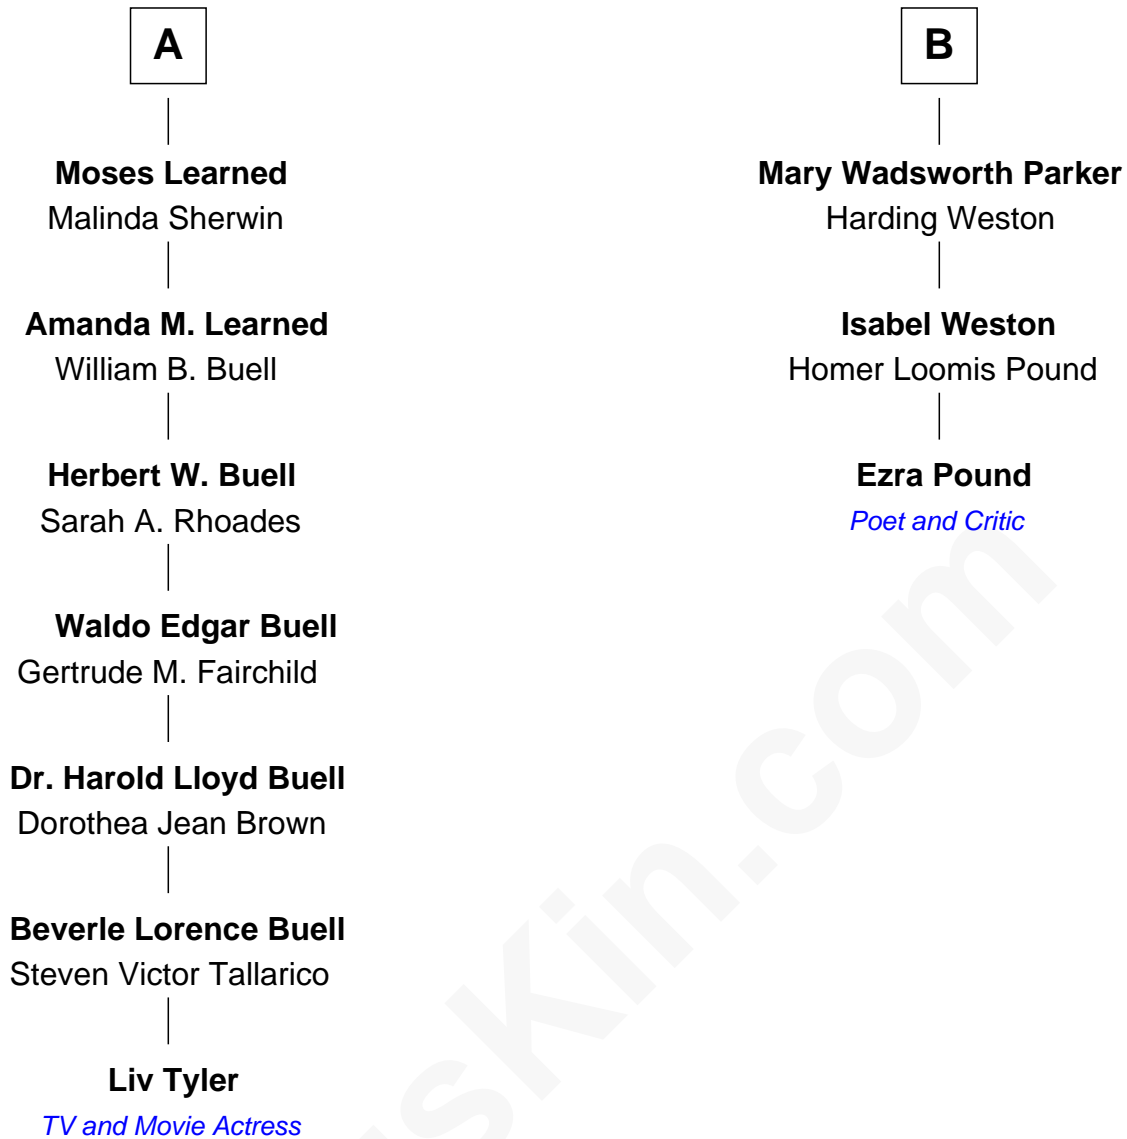 A
Moses Learned
Malinda Sherwin
Amanda M. Learned
William B. Buell
Herbert W. Buell
Sarah A. Rhoades
Waldo Edgar Buell
Gertrude M. Fairchild
Dr. Harold Lloyd Buell
Dorothea Jean Brown
Beverle Lorence Buell
Steven Victor Tallarico
Liv Tyler
TV and Movie Actress
B
Mary Wadsworth Parker
Harding Weston
Isabel Weston
Homer Loomis Pound
Ezra Pound
Poet and Critic
sKin.com